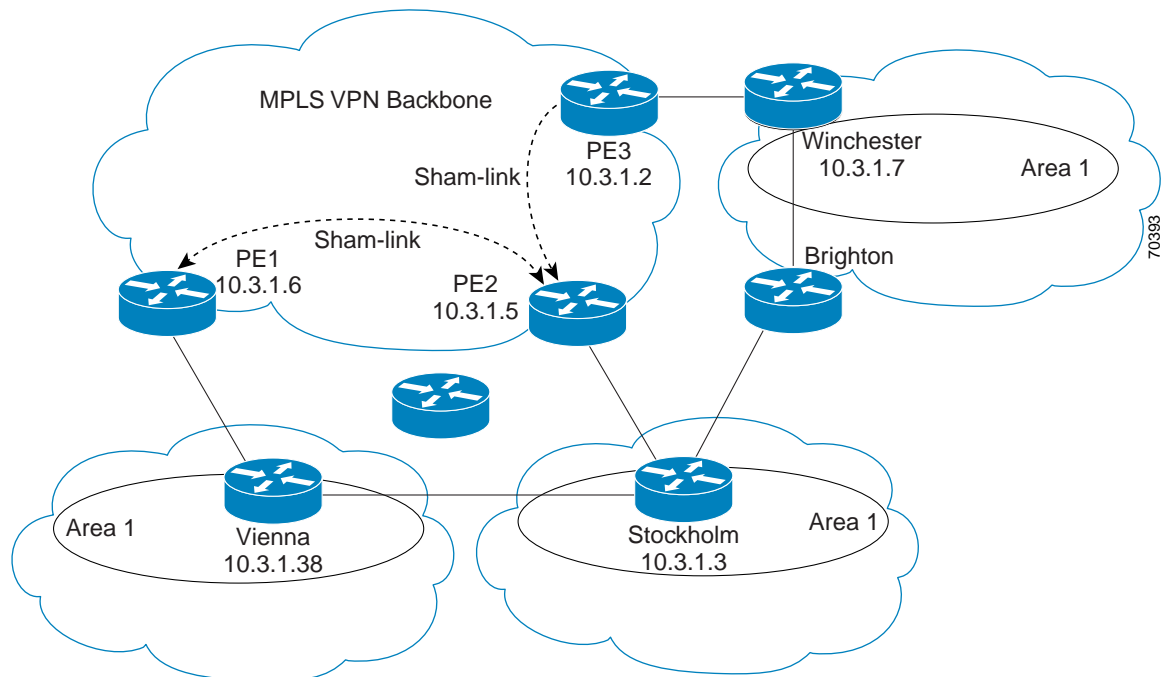 MPLS VPN Backbone
PE3
10.3.1.2
Winchester
10.3.1.7
Area 1
Sham-link
Sham-link
PE1
10.3.1.6
PE2
10.3.1.5
Brighton
70393
Area 1
Vienna
10.3.1.38
Stockholm
10.3.1.3
Area 1